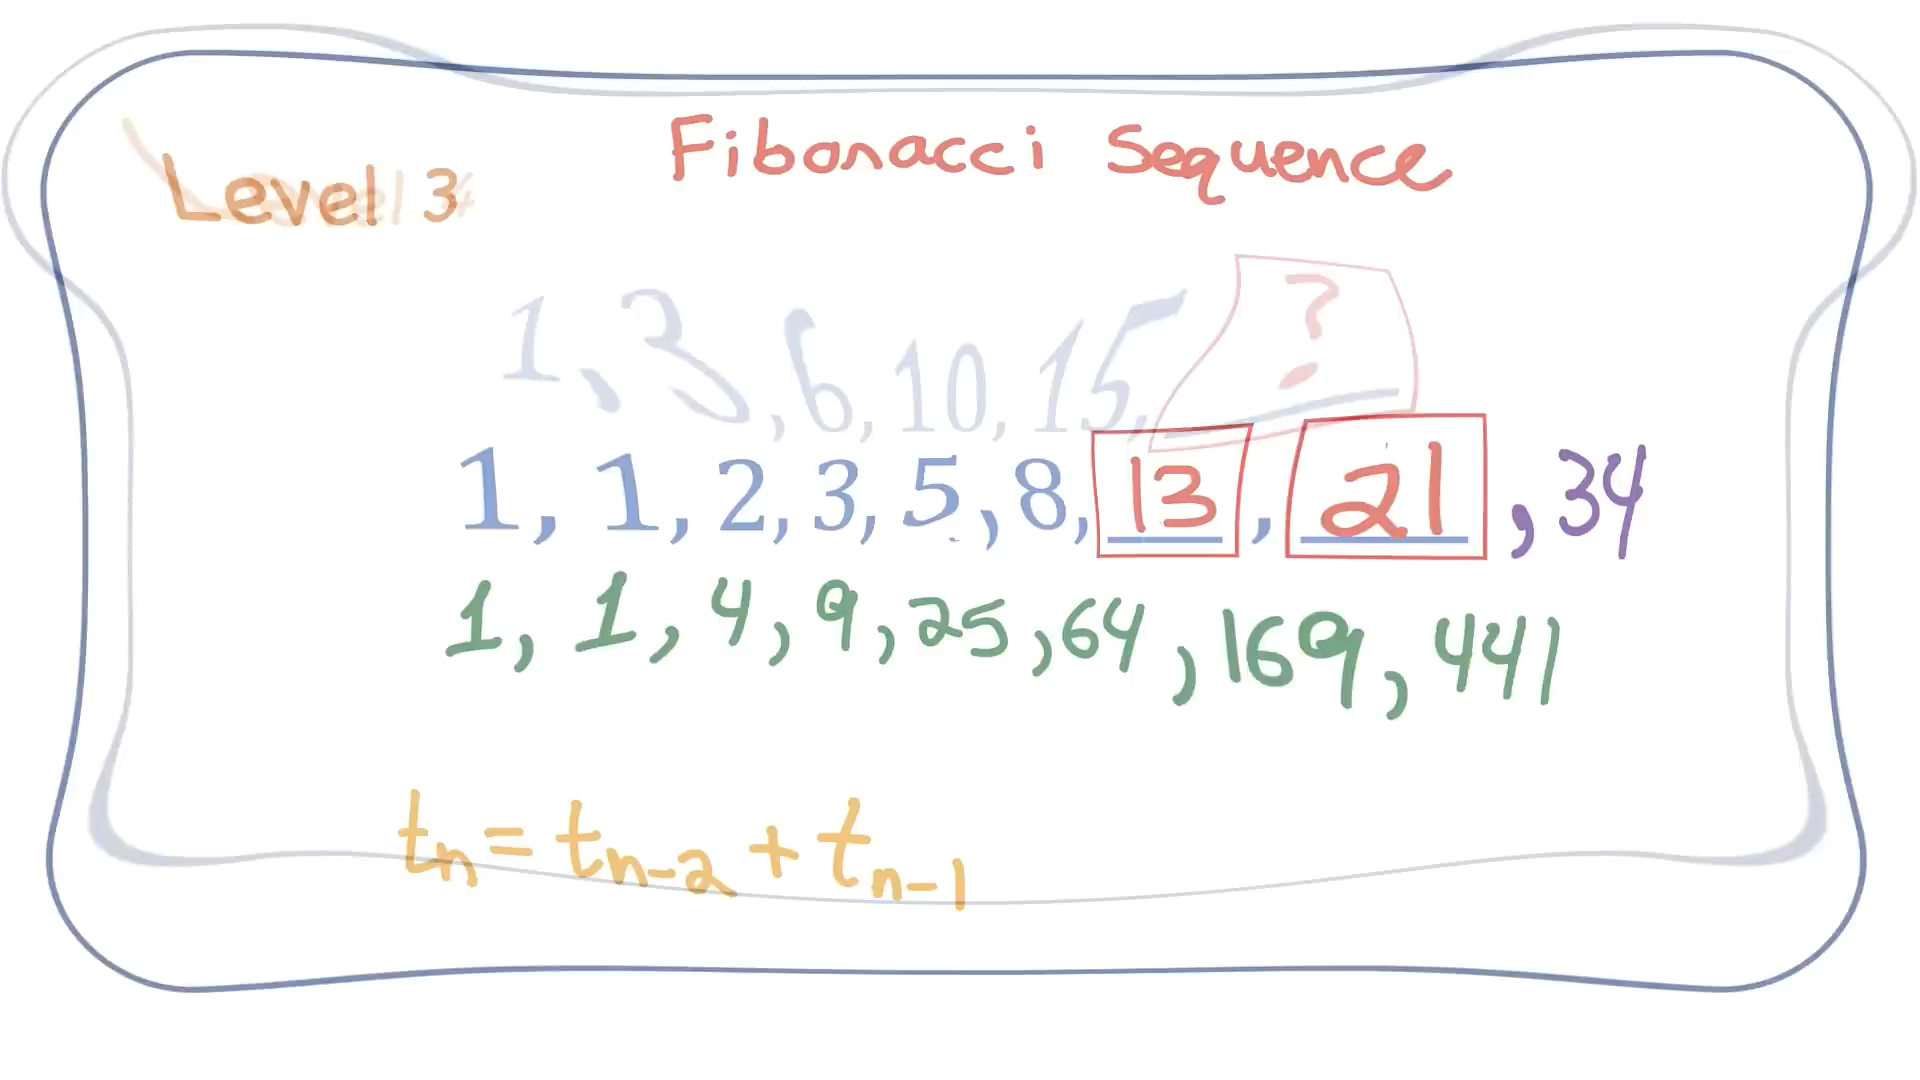 Fibonacci Sequence
Level 3
1, 3, 6, 10, 15, ?
1, 1, 2, 3, 5, 8, 13, 21, 34
1, 1, 4, 9, 25, 64, 169, 441
tn = tn-2 + tn-1